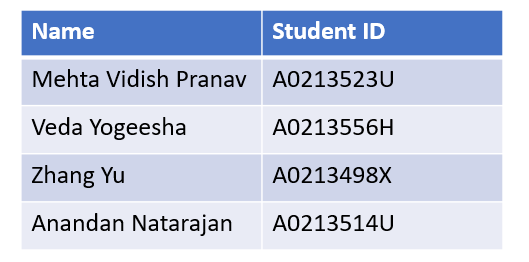 Name Student ID
Mehta Vidish Pranav A0213523U
Veda Yogeesha A0213556H
Zhang Yu A0213498X
Anandan Natarajan A0213514U